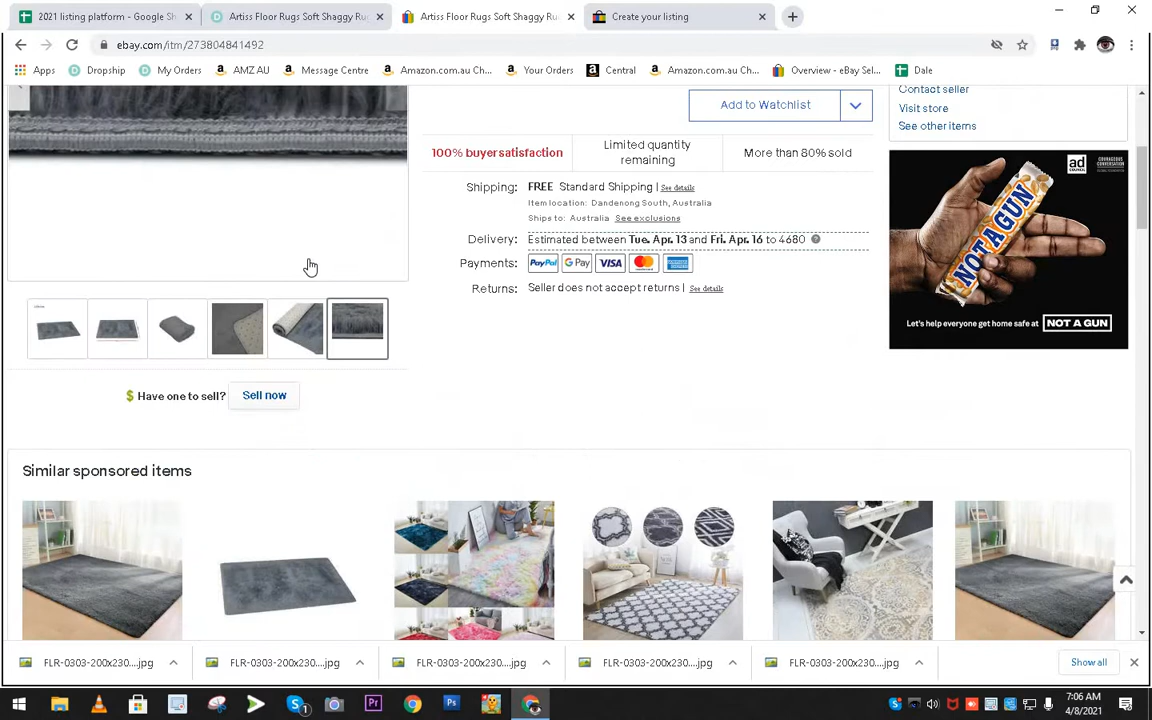 2021 listing platform - Google Sh
Artiss Floor Rugs Soft Shaggy Rug
Artiss Floor Rugs Soft Shaggy Ru
Create your listing
ebay.com/itm/273804841492
Apps
Dropship
My Orders
AMZ AU
Message Centre
Amazon.com.au Ch...
Your Orders
Central
Amazon.com.au Ch...
Overview - eBay Sel...
Dale
Contact seller
Visit store
See other items
Add to Watchlist
100% buyer satisfaction
Limited quantity
remaining
More than 80% sold
Shipping: FREE Standard Shipping | See details
Item location: Dandenong South, Australia
Ships to: Australia See exclusions
Delivery: Estimated between Tue. Apr. 13 and Fri. Apr. 16 to 4680
Payments: PayPal G Pay VISA
Returns: Seller does not accept returns | See details
ad
COUNCIL
NOT A GUN
Let's help everyone get home safe at NOT A GUN
$ Have one to sell? Sell now
Similar sponsored items
FLR-0303-200x230....jpg
FLR-0303-200x230....jpg
FLR-0303-200x230....jpg
FLR-0303-200x230....jpg
FLR-0303-200x230....jpg
Show all
7:06 AM
4/8/2021